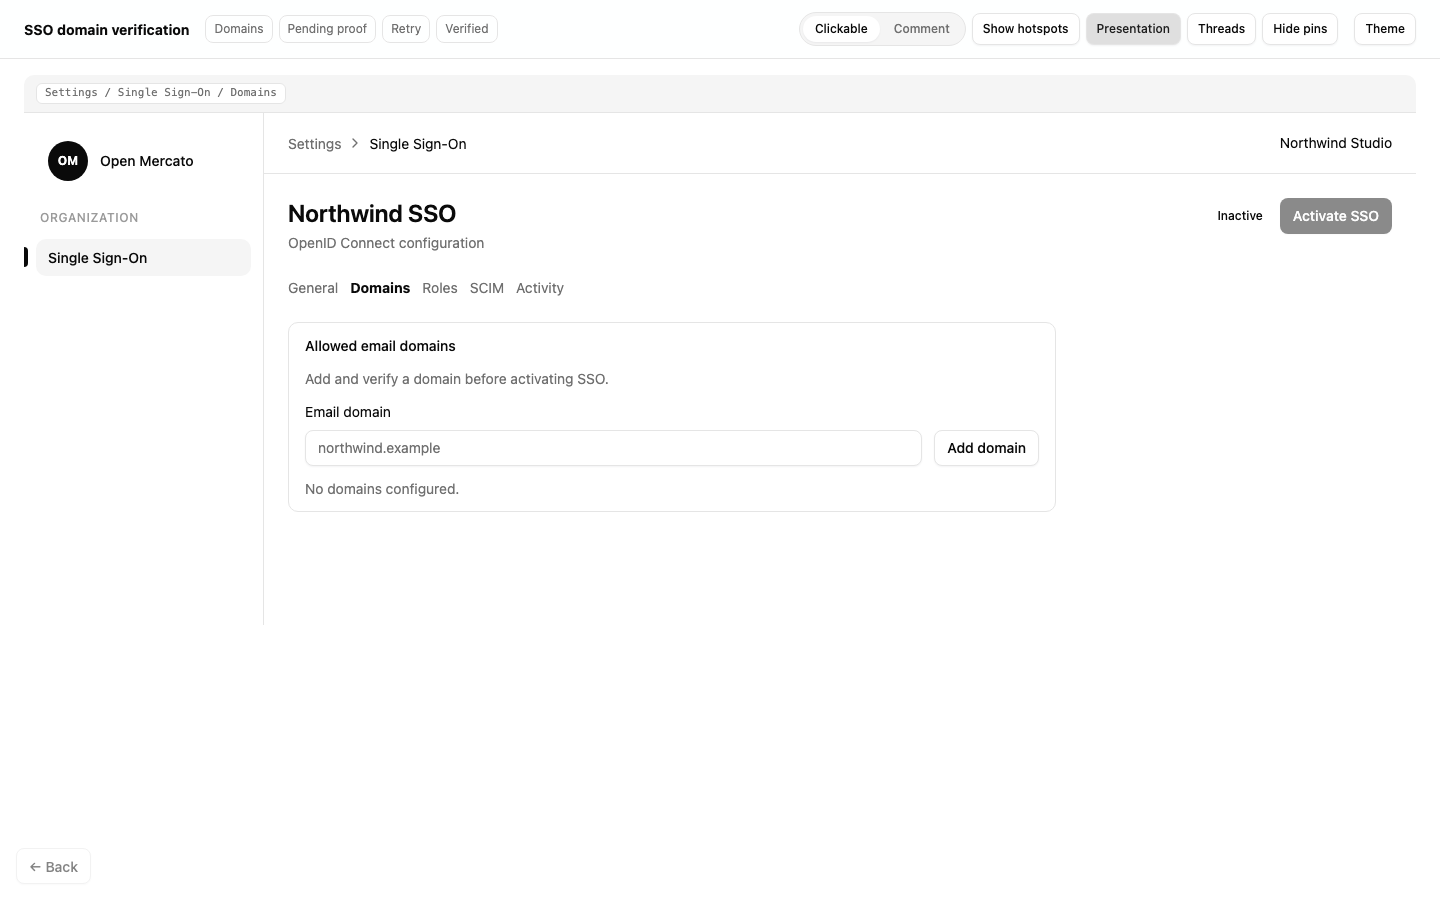 SSO domain verification
Domains
Pending proof
Retry
Verified
Clickable
Comment
Show hotspots
Presentation
Threads
Hide pins
Theme
Settings / Single Sign-On / Domains
OM
Open Mercato
ORGANIZATION
Single Sign-On
Settings > Single Sign-On
Northwind Studio
Northwind SSO
OpenID Connect configuration
Inactive
Activate SSO
General
Domains
Roles
SCIM
Activity
Allowed email domains
Add and verify a domain before activating SSO.
Email domain
northwind.example
Add domain
No domains configured.
← Back